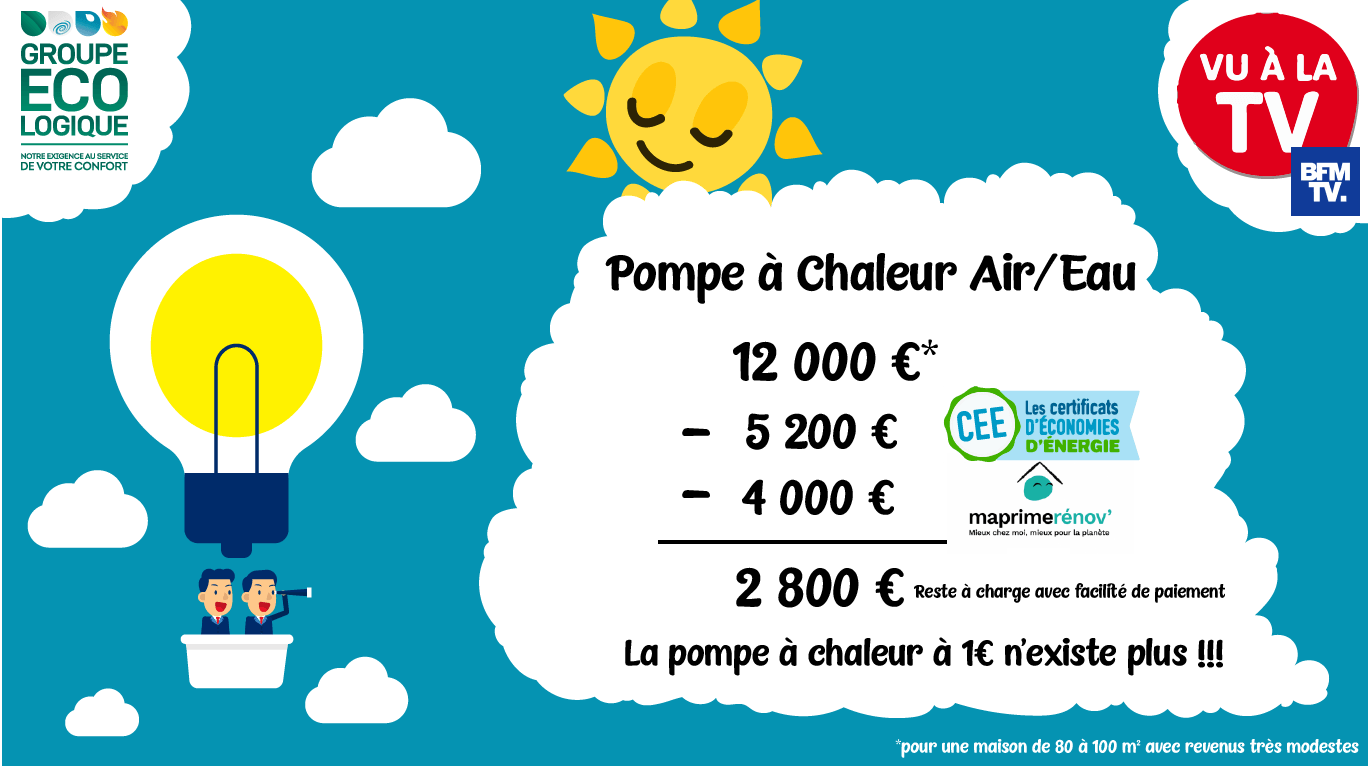 GROUPE
ECO
LOGIQUE
NOTRE EXIGENCE AU SERVICE
DE VOTRE CONFORT
VU À LA
TV
BFM
TV.
Pompe à Chaleur Air/Eau
12 000 €*
- 5 200 €
CEE
Les certificats
D'ÉCONOMIES
D'ÉNERGIE
- 4 000 €
maprimerénov'
Mieux chez moi, mieux pour la planète
2 800 € Reste à charge avec facilité de paiement
La pompe à chaleur à 1€ n'existe plus !!!
*pour une maison de 80 à 100 m² avec revenus très modestes